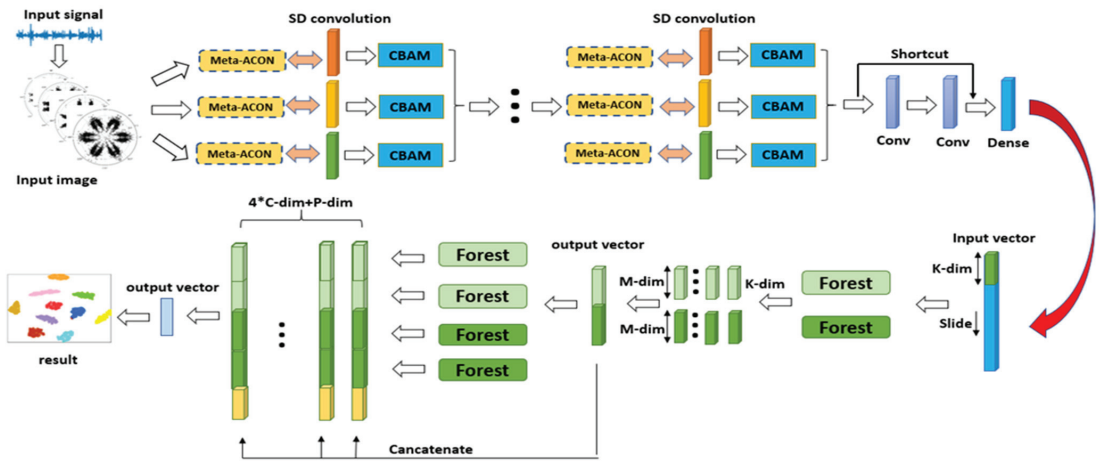 Input signal
SD convolution
SD convolution
Meta-ACON
CBAM
Meta-ACON
CBAM
Shortcut
Meta-ACON
CBAM
Meta-ACON
CBAM
Meta-ACON
CBAM
Meta-ACON
CBAM
Conv
Conv
Dense
Input image
4*C-dim+P-dim
Forest
output vector
Input vector
K-dim
M-dim
K-dim
Forest
output vector
Forest
Slide
M-dim
Forest
Forest
result
Forest
Cancatenate